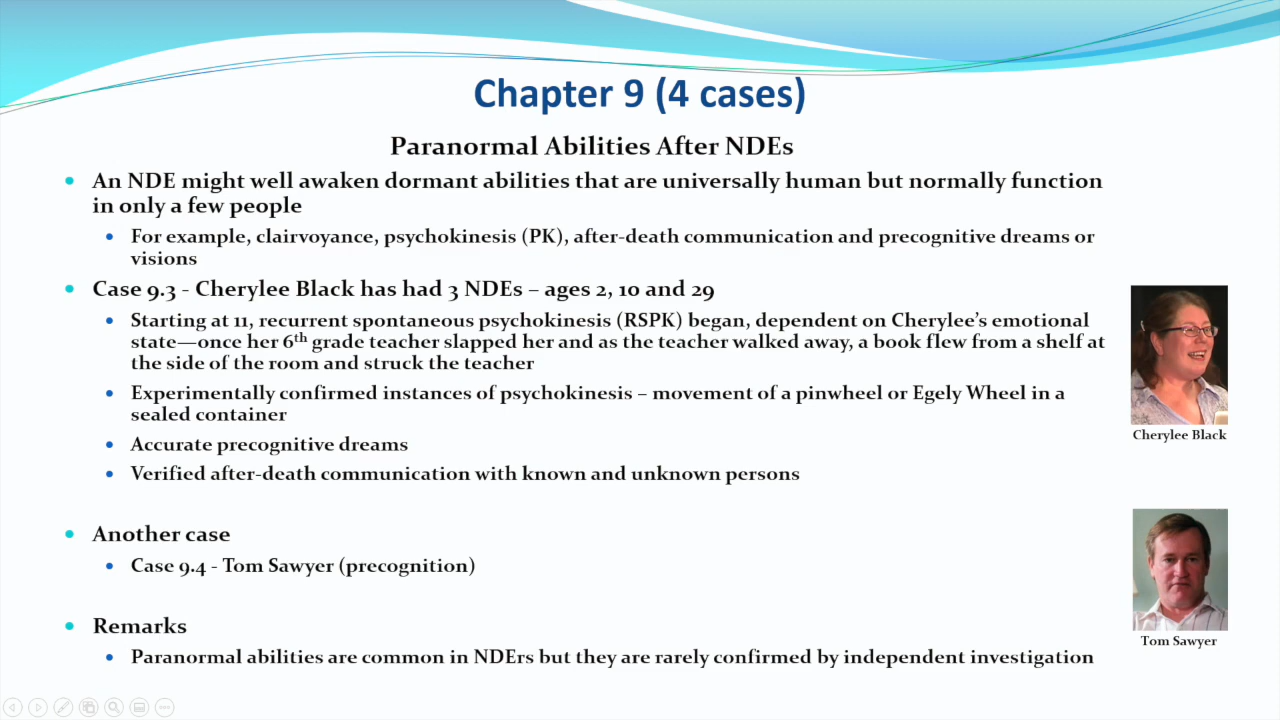 Chapter 9 (4 cases)
Paranormal Abilities After NDEs
An NDE might well awaken dormant abilities that are universally human but normally function
in only a few people
For example, clairvoyance, psychokinesis (PK), after-death communication and precognitive dreams or
visions
Case 9.3 - Cherylee Black has had 3 NDEs – ages 2, 10 and 29
Starting at 11, recurrent spontaneous psychokinesis (RSPK) began, dependent on Cherylee’s emotional
state—once her 6th grade teacher slapped her and as the teacher walked away, a book flew from a shelf at
the side of the room and struck the teacher
Experimentally confirmed instances of psychokinesis – movement of a pinwheel or Egely Wheel in a
sealed container
Accurate precognitive dreams
Verified after-death communication with known and unknown persons
Cherylee Black
Another case
Case 9.4 - Tom Sawyer (precognition)
Remarks
Paranormal abilities are common in NDErs but they are rarely confirmed by independent investigation
Tom Sawyer